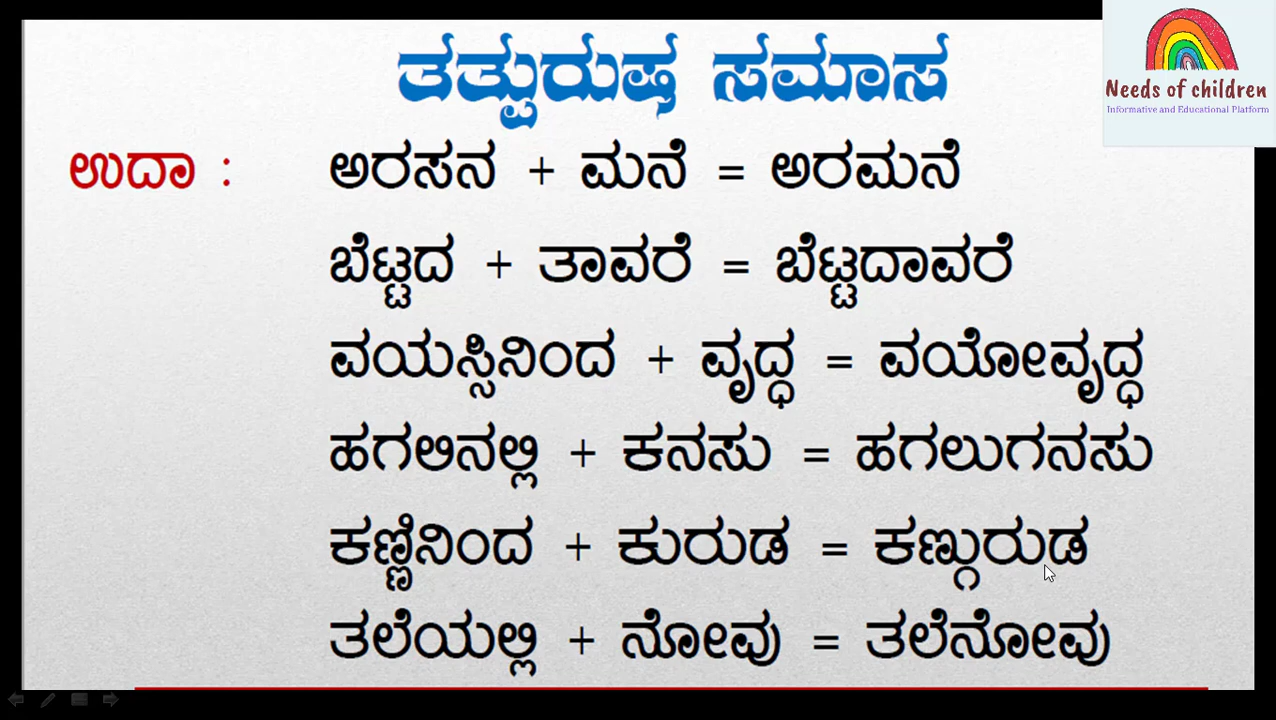 ತತ್ಪುರುಷ ಸಮಾಸ
Needs of children
Informative and Educational Platform
ಉದಾ : ಅರಸನ + ಮನೆ = ಅರಮನೆ
ಬೆಟ್ಟದ + ತಾವರೆ = ಬೆಟ್ಟದಾವರೆ
ವಯಸ್ಸಿನಿಂದ + ವೃದ್ಧ = ವಯೋವೃದ್ಧ
ಹಗಲಿನಲ್ಲಿ + ಕನಸು = ಹಗಲುಗನಸು
ಕಣ್ಣಿನಿಂದ + ಕುರುಡ = ಕಣ್ಗುರುಡ
ತಲೆಯಲ್ಲಿ + ನೋವು = ತಲೆನೋವು